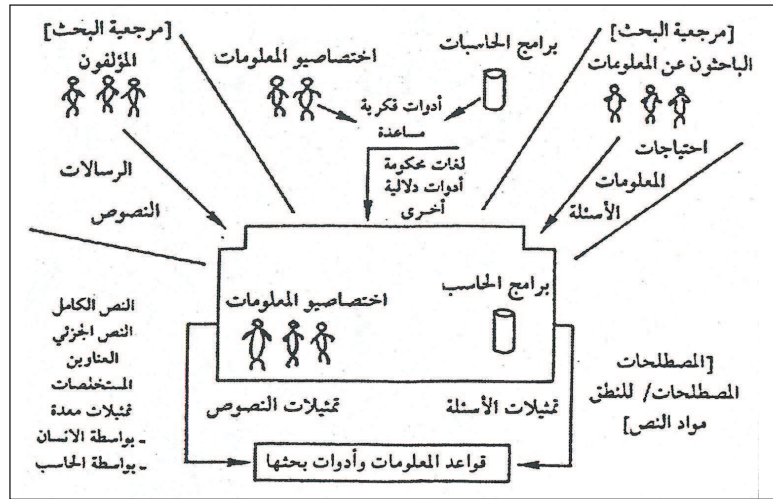 [مرجعية البحث]
الباحثون عن المعلومات
احتياجات
المعلومات
الأسئلة
برامج الحاسبات
اختصاصيو المعلومات
أدوات فكرية
مساعدة
لغات محكومة
أدوات دلالية
أخرى
[مرجعية البحث]
المؤلفون
الرسالات
النصوص
برامج الحاسب
اختصاصيو المعلومات
[المصطلحات
المصطلحات/ للنطق
مواد النص]
تمثيلات الأسئلة
تمثيلات النصوص
النص الكامل
النص الجزئي
العناوين
المستخلصات
تمثيلات معدة
ـ بواسطة الانسان
ـ بواسطة الحاسب
قواعد المعلومات وأدوات بحثها